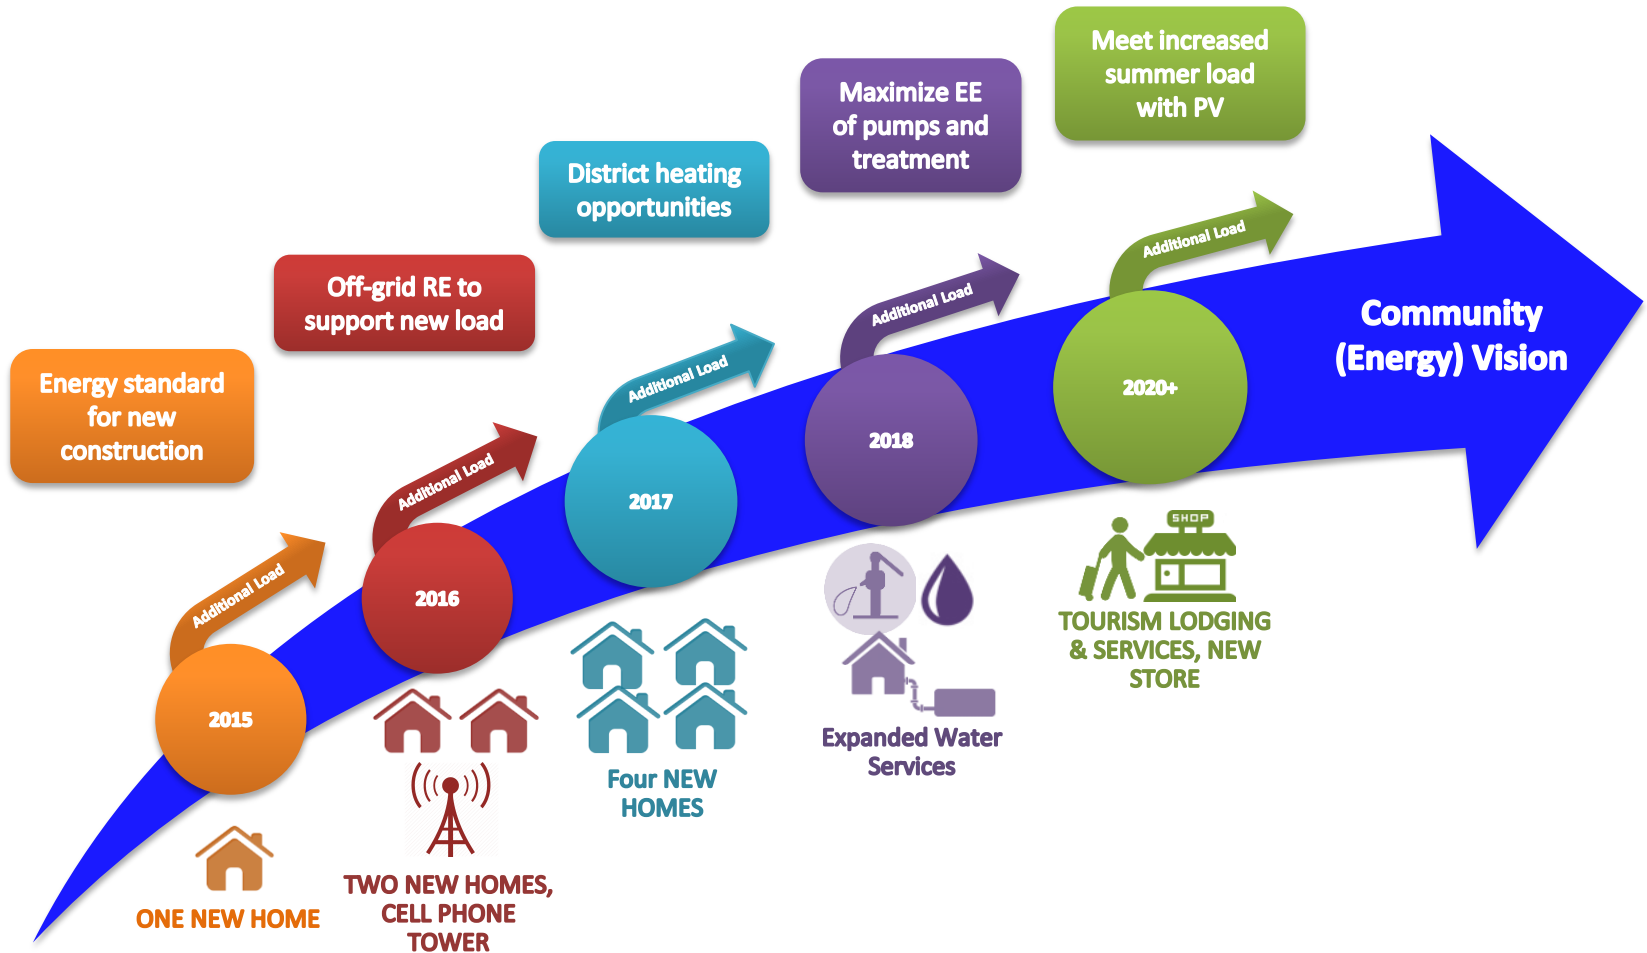 Energy standard
for new
construction
Additional Load
2015
ONE NEW HOME
Off-grid RE to
support new load
Additional Load
2016
TWO NEW HOMES,
CELL PHONE
TOWER
District heating
opportunities
Additional Load
2017
Four NEW
HOMES
Maximize EE
of pumps and
treatment
Additional Load
2018
Expanded Water
Services
Meet increased
summer load
with PV
Additional Load
2020+
SHOP
TOURISM LODGING
& SERVICES, NEW
STORE
Community
(Energy) Vision